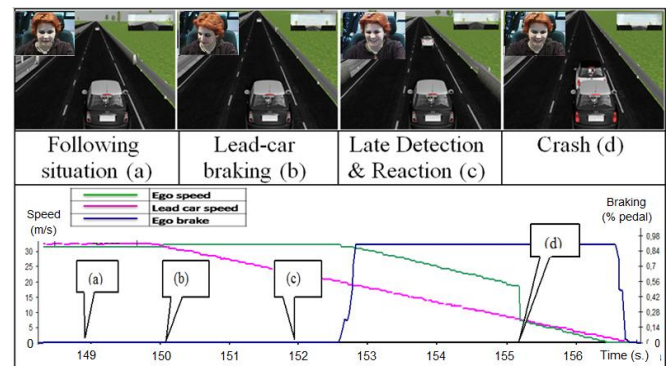 Following
situation (a)
Lead-car
braking (b)
Late Detection
& Reaction (c)
Crash (d)
Ego speed
Lead car speed
Ego brake
Speed
(m/s)
Braking
(% pedal)
30
25
20
15
10
5
0
(a)
(b)
(c)
(d)
0,98
0,84
0,7
0,56
0,42
0,28
0,14
0
149
150
151
152
153
154
155
156
Time (s.)